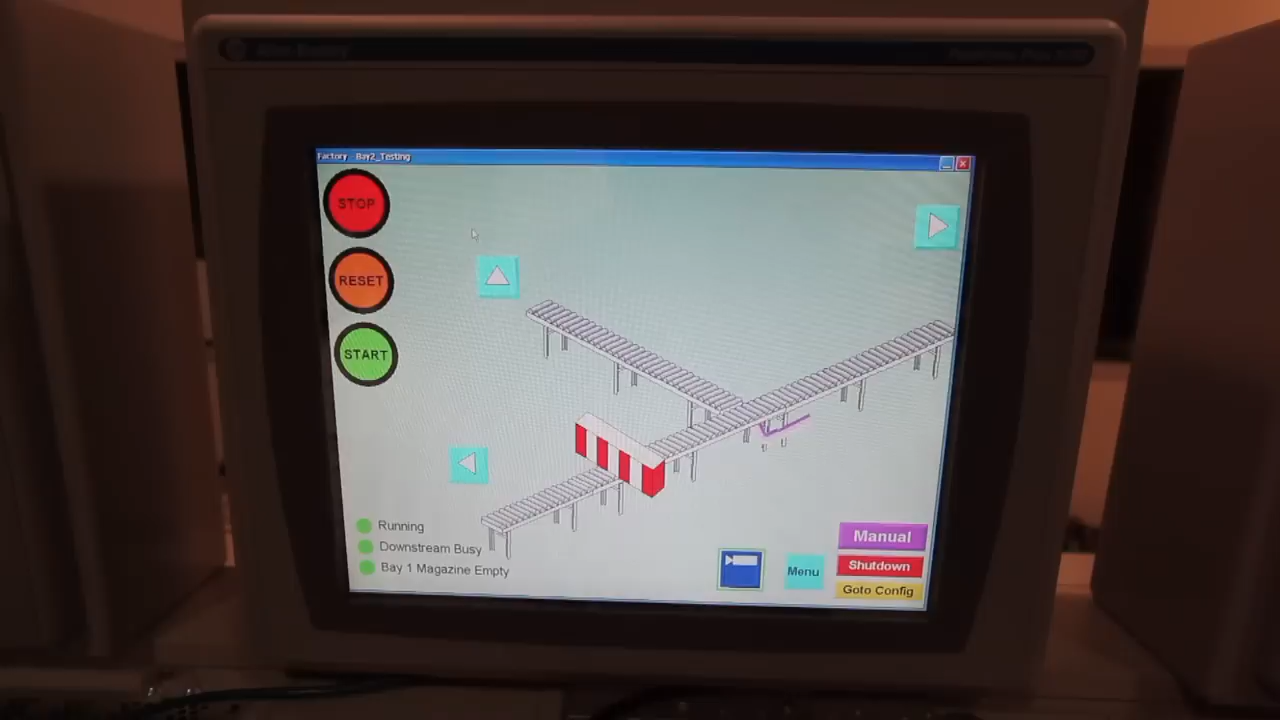 Factory - Bay2_Testing
STOP
RESET
START
Running
Downstream Busy
Bay 1 Magazine Empty
Manual
Menu
Shutdown
Goto Config